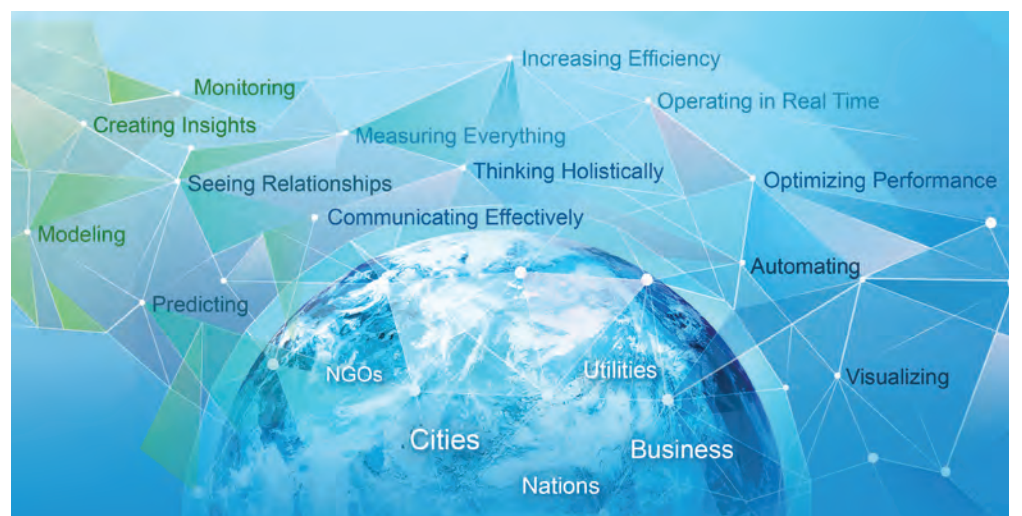 Increasing Efficiency
Monitoring
Operating in Real Time
Creating Insights
Measuring Everything
Thinking Holistically
Seeing Relationships
Optimizing Performance
Communicating Effectively
Modeling
Automating
Predicting
NGOs
Utilities
Visualizing
Cities
Business
Nations